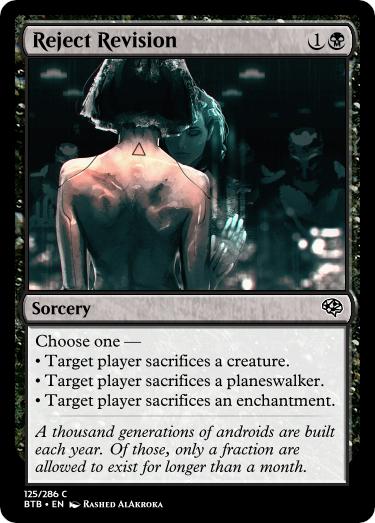 Reject Revision 1
Sorcery
Choose one —
• Target player sacrifices a creature.
• Target player sacrifices a planeswalker.
• Target player sacrifices an enchantment.
A thousand generations of androids are built
each year. Of those, only a fraction are
allowed to exist for longer than a month.
125/286 C
BTB • EN Rashed AlAkroka